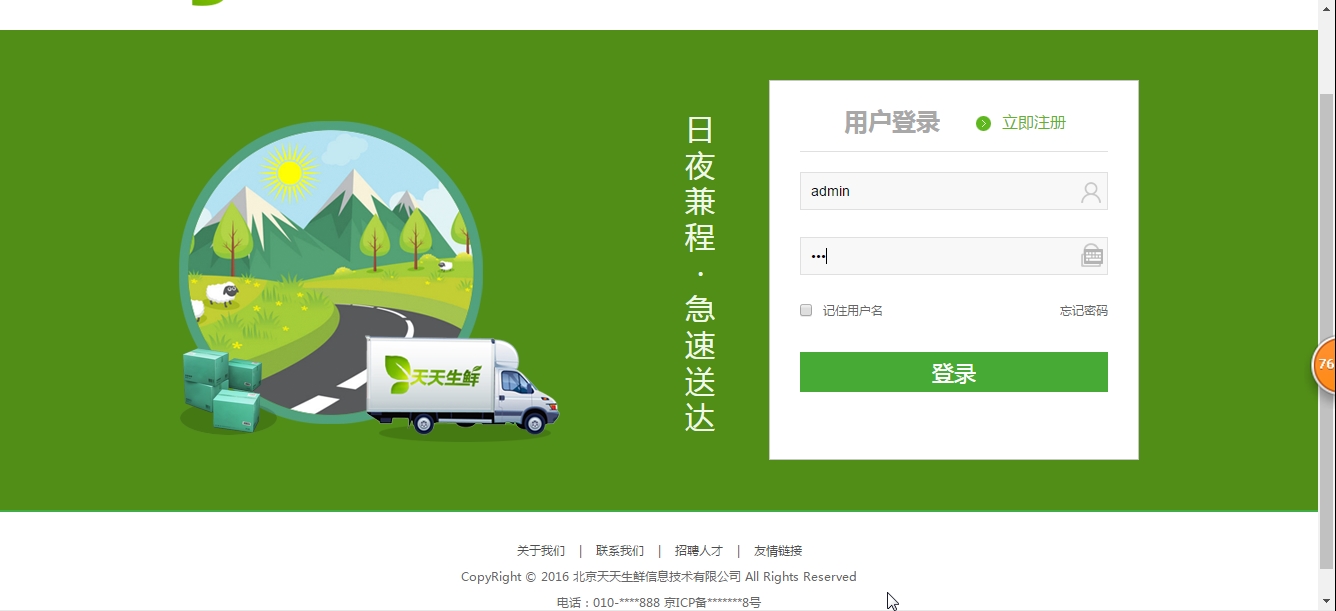 日夜兼程·急速送达
天天生鲜
用户登录 立即注册
admin
•••
记住用户名 忘记密码
登录
76
关于我们 | 联系我们 | 招聘人才 | 友情链接
CopyRight © 2016 北京天天生鲜信息技术有限公司 All Rights Reserved
电话：010-****888 京ICP备*******8号